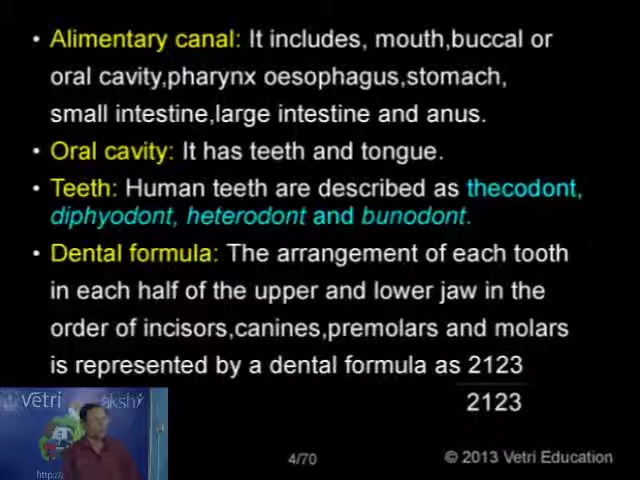 • Alimentary canal: It includes, mouth,buccal or
oral cavity,pharynx oesophagus,stomach,
small intestine,large intestine and anus.
• Oral cavity: It has teeth and tongue.
• Teeth: Human teeth are described as thecodont,
diphyodont, heterodont and bunodont.
• Dental formula: The arrangement of each tooth
in each half of the upper and lower jaw in the
order of incisors,canines,premolars and molars
is represented by a dental formula as 2123
2123
vetri
akshi
http://
4/70
© 2013 Vetri Education